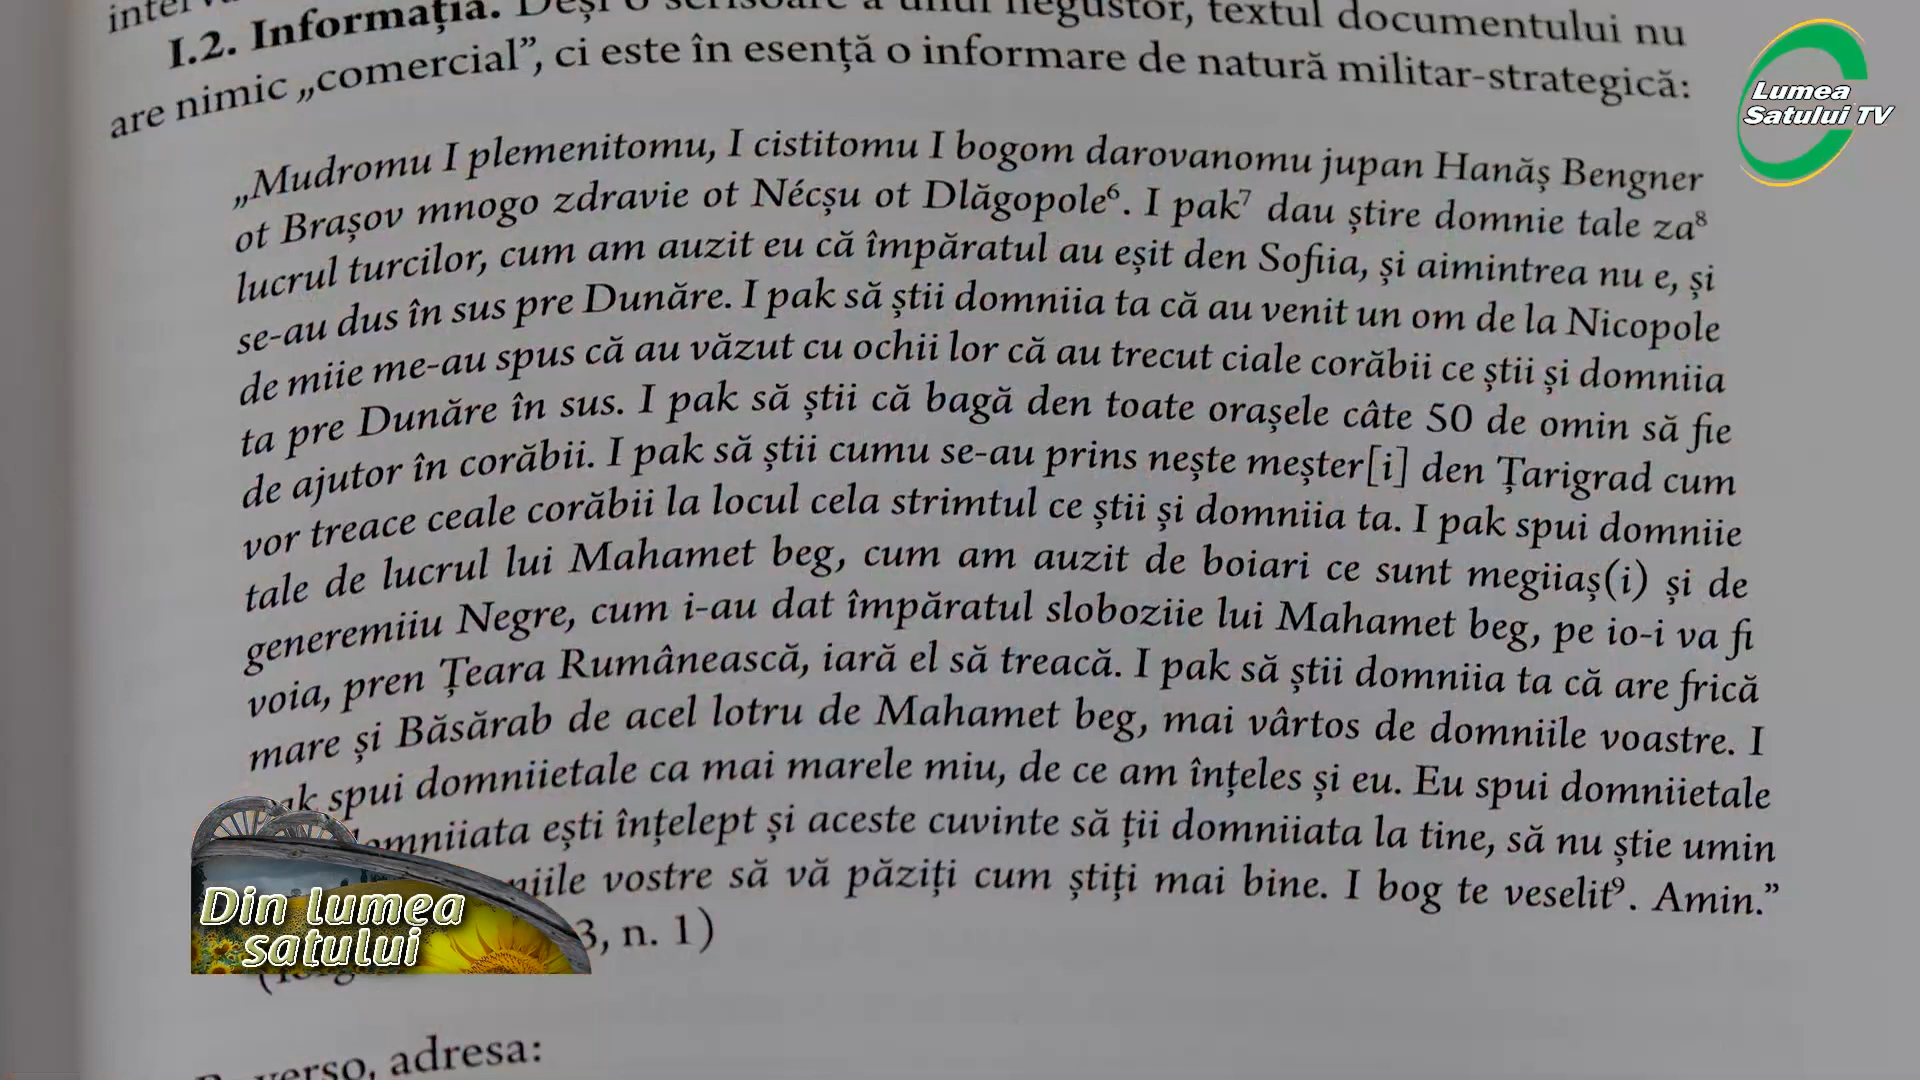 I.2. Informația. Deși o scrisoare a unui negustor, textul documentului nu
are nimic „comercial”, ci este în esență o informare de natură militar-strategică:
„Mudromu I plemenitomu, I cistitomu I bogom darovanomu jupan Hanăș Bengner
ot Brașov mnogo zdravie ot Nécșu ot Dlăgopole⁶. I pak⁷ dau știre domnie tale za⁸
lucrul turcilor, cum am auzit eu că împăratul au eșit den Sofiia, și aimintrea nu e, și
se-au dus în sus pre Dunăre. I pak să știi domniia ta că au venit un om de la Nicopole
de miie me-au spus că au văzut cu ochii lor că au trecut ciale corăbii ce știi și domniia
ta pre Dunăre în sus. I pak să știi că bagă den toate orașele câte 50 de omin să fie
de ajutor în corăbii. I pak să știi cumu se-au prins nește meșter[i] den Țarigrad cum
vor treace ceale corăbii la locul cela strimtul ce știi și domniia ta. I pak spui domniie
tale de lucrul lui Mahamet beg, cum am auzit de boiari ce sunt megiiaș(i) și de
generemiiu Negre, cum i-au dat împăratul sloboziie lui Mahamet beg, pe io-i va fi
voia, pren Țeara Rumânească, iară el să treacă. I pak să știi domniia ta că are frică
mare și Băsărab de acel lotru de Mahamet beg, mai vârtos de domniile voastre. I
spui domniietale ca mai marele miu, de ce am înțeles și eu. Eu spui domniietale
ești înțelept și aceste cuvinte să ții domniiata la tine, să nu știe umin
vostre să vă păziți cum știți mai bine. I bog te veselit⁹. Amin.”
3, n. 1)
adresa:
Lumea
Satului TV
Din lumea
satului